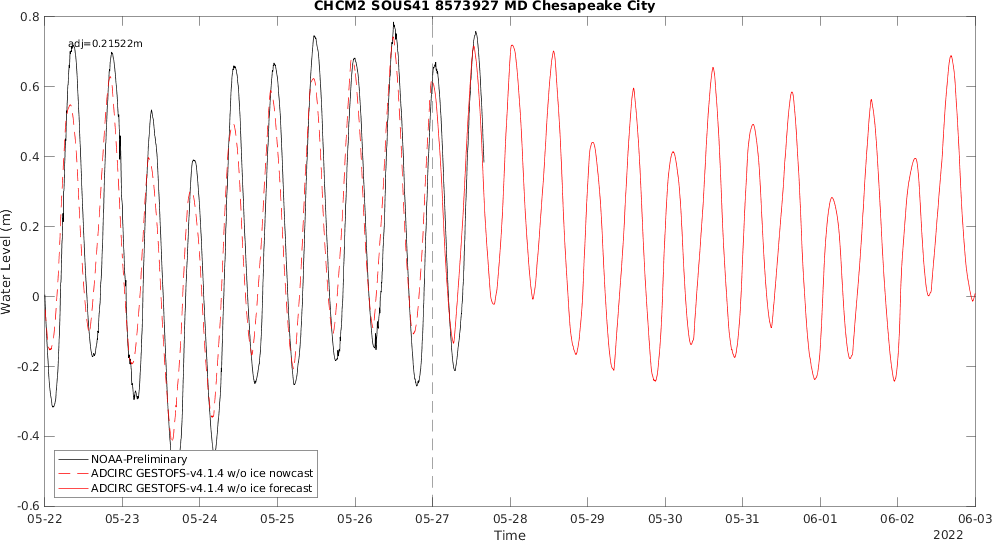 CHCM2 SOUS41 8573927 MD Chesapeake City
adj=0.21522m
0.8
0.6
0.4
0.2
0
-0.2
-0.4
-0.6
Water Level (m)
NOAA-Preliminary
ADCIRC GESTOFS-v4.1.4 w/o ice nowcast
ADCIRC GESTOFS-v4.1.4 w/o ice forecast
05-22 05-23 05-24 05-25 05-26 05-27 05-28 05-29 05-30 05-31 06-01 06-02 06-03
Time
2022